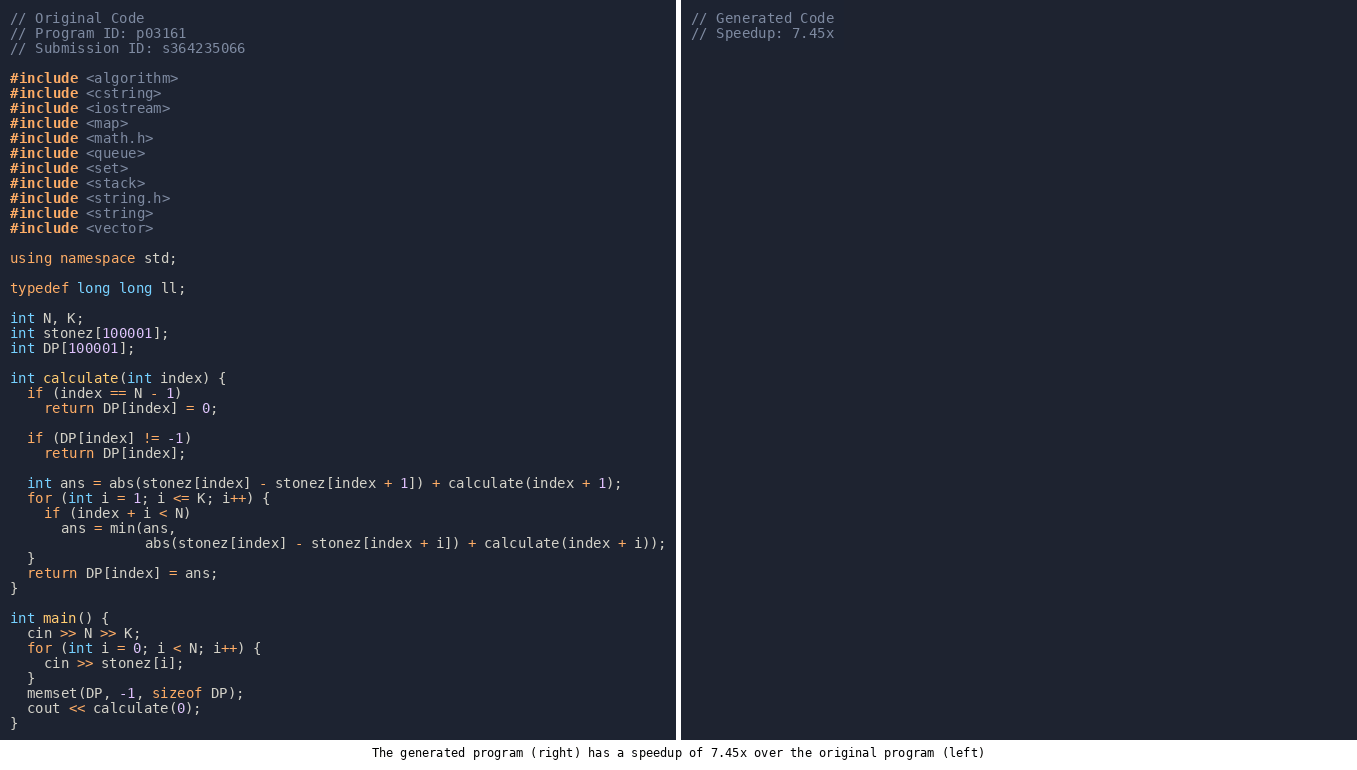 // Original Code
// Program ID: p03161
// Submission ID: s364235066
#include <algorithm>
#include <cstring>
#include <iostream>
#include <map>
#include <math.h>
#include <queue>
#include <set>
#include <stack>
#include <string.h>
#include <string>
#include <vector>
using namespace std;
typedef long long ll;
int N, K;
int stonez[100001];
int DP[100001];
int calculate(int index) {
  if (index == N - 1)
    return DP[index] = 0;
  if (DP[index] != -1)
    return DP[index];
  int ans = abs(stonez[index] - stonez[index + 1]) + calculate(index + 1);
  for (int i = 1; i <= K; i++) {
    if (index + i < N)
      ans = min(ans,
                abs(stonez[index] - stonez[index + i]) + calculate(index + i));
  }
  return DP[index] = ans;
}
int main() {
  cin >> N >> K;
  for (int i = 0; i < N; i++) {
    cin >> stonez[i];
  }
  memset(DP, -1, sizeof DP);
  cout << calculate(0);
}
// Generated Code
// Speedup: 7.45x
The generated program (right) has a speedup of 7.45x over the original program (left)